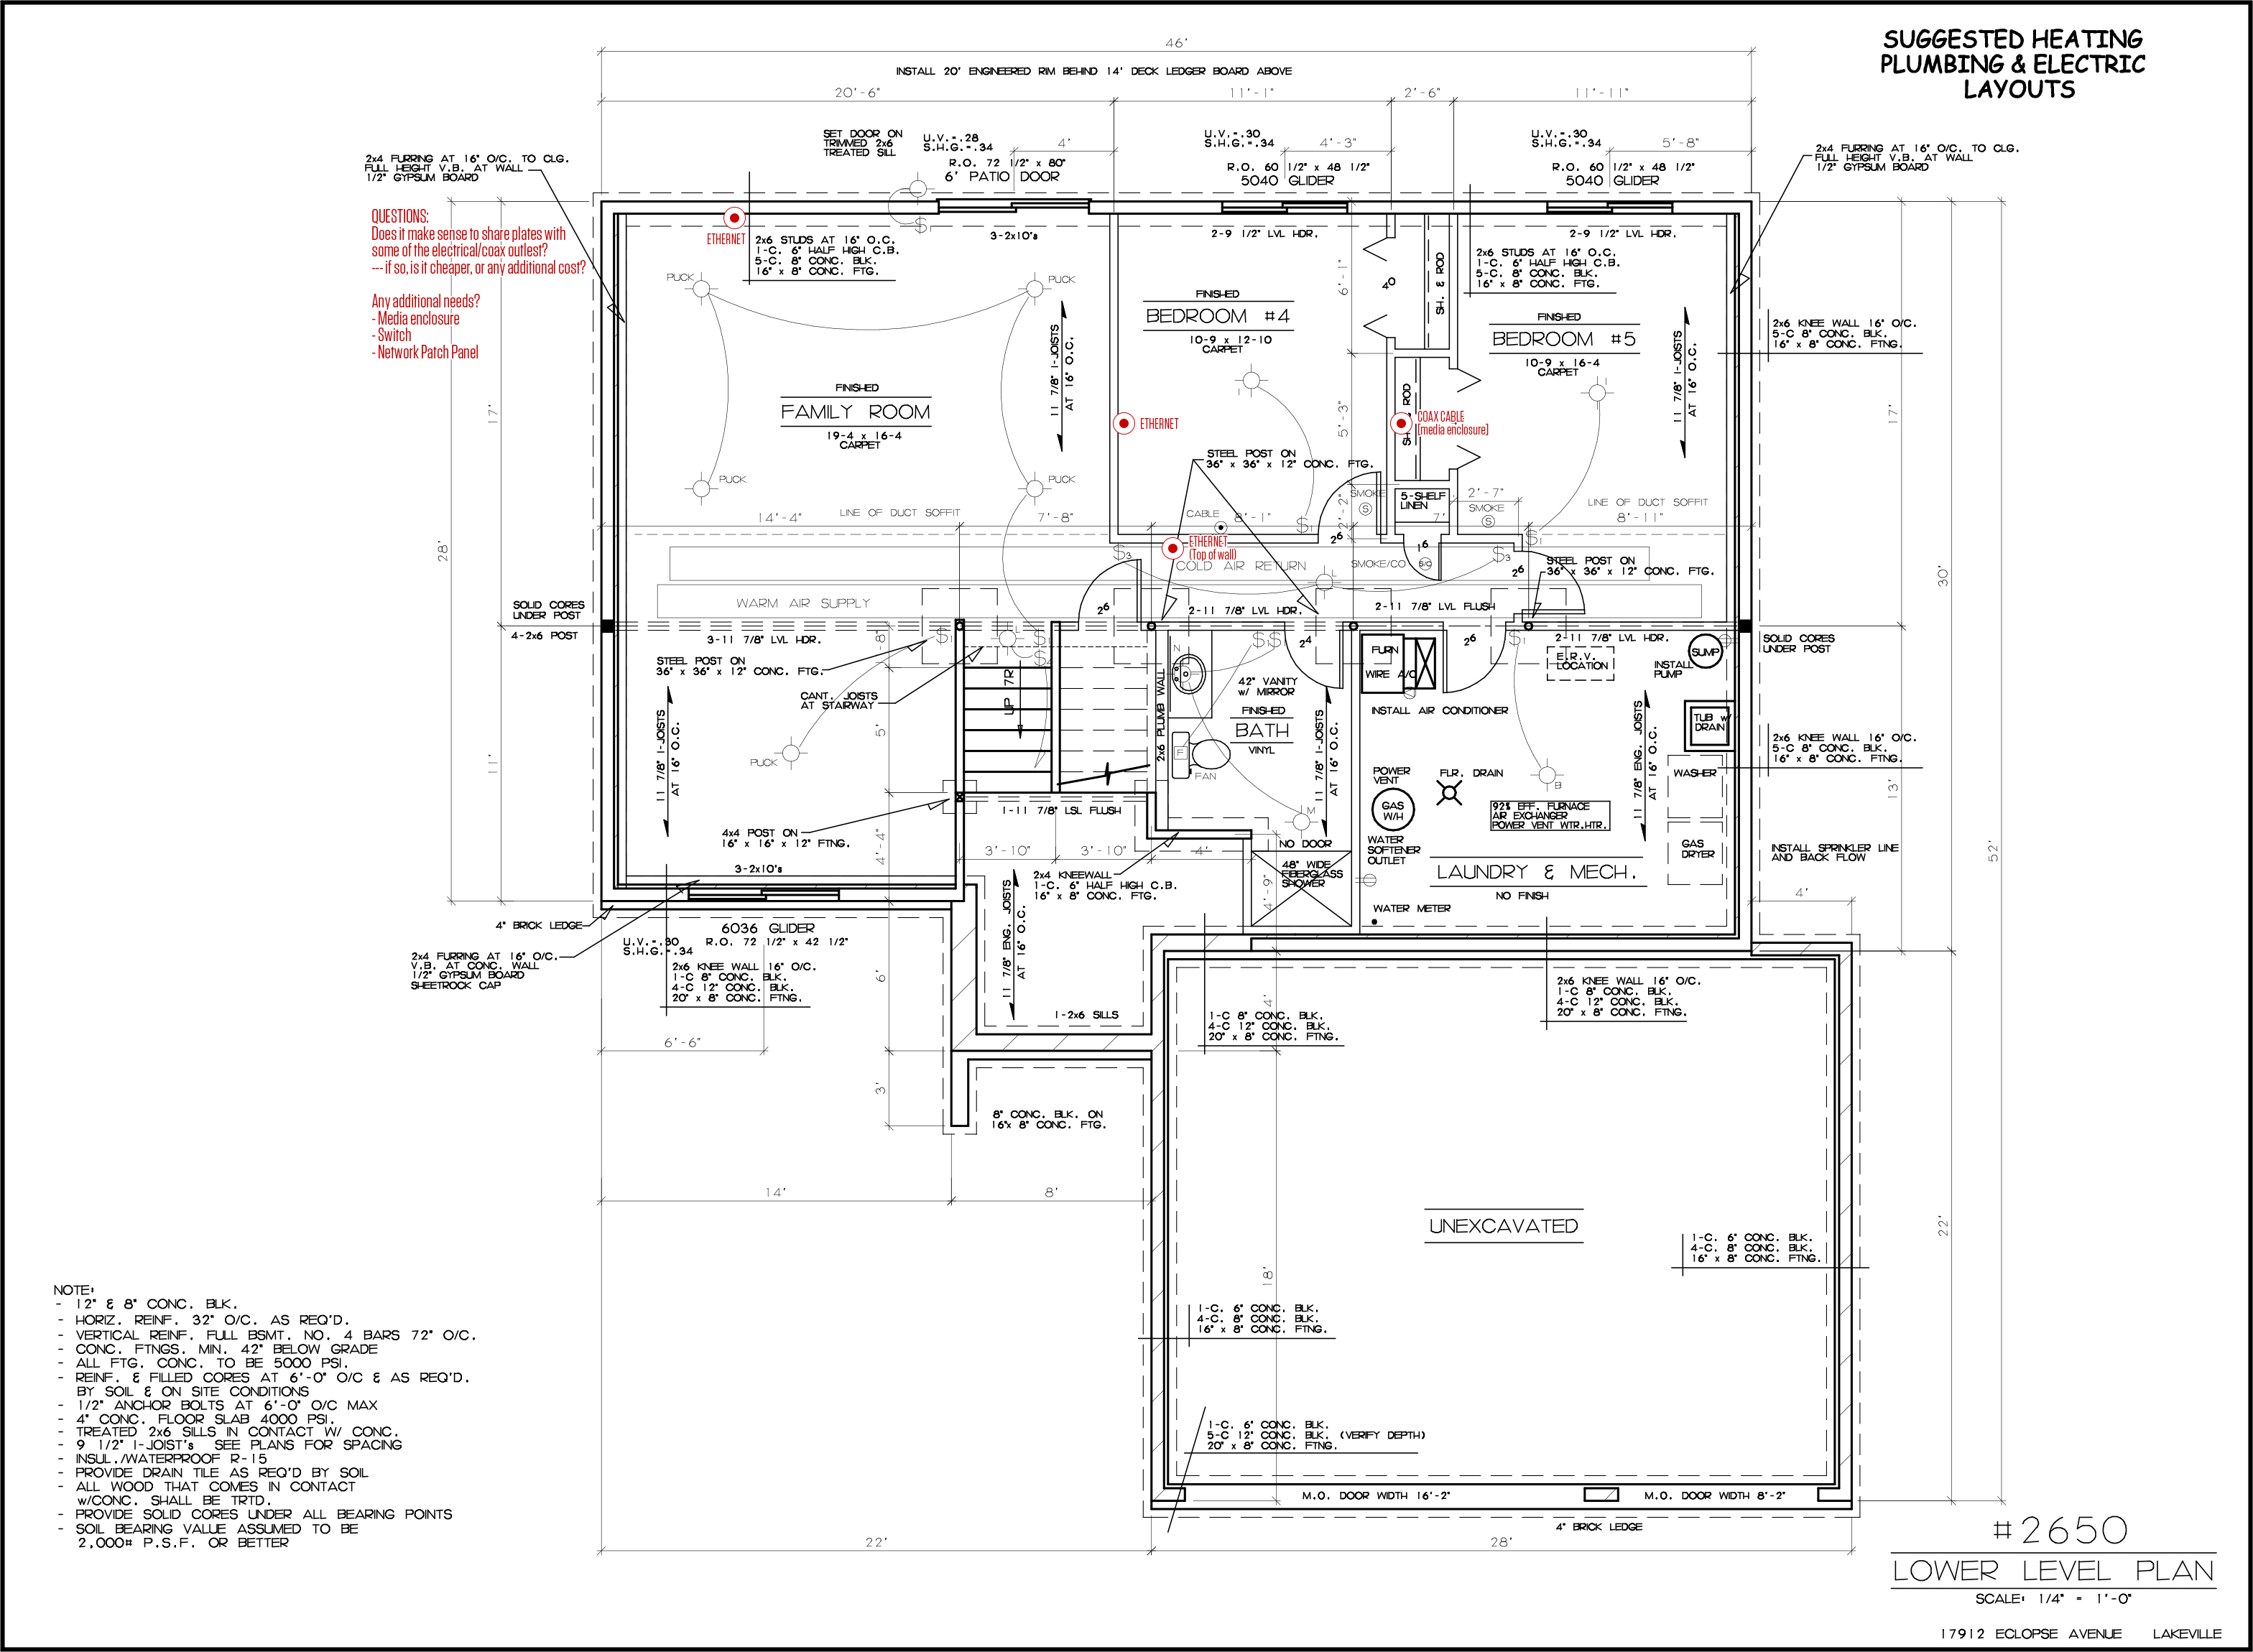 SUGGESTED HEATING
PLUMBING & ELECTRIC
LAYOUTS
46'
INSTALL 20' ENGINEERED RIM BEHIND 14' DECK LEDGER BOARD ABOVE
20'-6"
11'-1"
2'-6"
11'-11"
SET DOOR ON
TRIMMED 2x6
TREATED SILL
U.V.=.28
S.H.G.=.34
4'
R.O. 72 1/2" x 80"
6' PATIO DOOR
U.V.=.30
S.H.G.=.34
4'-3"
R.O. 60 1/2" x 48 1/2"
5040 GLIDER
U.V.=.30
S.H.G.=.34
5'-8"
R.O. 60 1/2" x 48 1/2"
5040 GLIDER
2x4 FURRING AT 16" O/C. TO CLG.
FULL HEIGHT V.B. AT WALL
1/2" GYPSUM BOARD
2x4 FURRING AT 16" O/C. TO CLG.
FULL HEIGHT V.B. AT WALL
1/2" GYPSUM BOARD
QUESTIONS:
Does it make sense to share plates with
some of the electrical/coax outlest?
--- if so, is it cheaper, or any additional cost?
Any additional needs?
- Media enclosure
- Switch
- Network Patch Panel
ETHERNET
2x6 STUDS AT 16" O.C.
1-C. 6" HALF HIGH C.B.
5-C. 8" CONC. BLK.
16" x 8" CONC. FTG.
$1
3-2x10's
2-9 1/2" LVL HDR.
2-9 1/2" LVL HDR.
2x6 STUDS AT 16" O.C.
1-C. 6" HALF HIGH C.B.
5-C. 8" CONC. BLK.
16" x 8" CONC. FTG.
PUCK
PUCK
6'-1"
40
SH. & ROD
FINISHED
BEDROOM #4
10-9 x 12-10
CARPET
FINISHED
BEDROOM #5
10-9 x 16-4
CARPET
11 7/8" I-JOISTS
AT 16" O.C.
11 7/8" I-JOISTS
AT 16" O.C.
2x6 KNEE WALL 16" O/C.
5-C 8" CONC. BLK.
16" x 8" CONC. FTNG.
FINISHED
FAMILY ROOM
19-4 x 16-4
CARPET
17'
17'
ETHERNET
5'-3"
ROD
COAX CABLE
[media enclosure]
STEEL POST ON
36" x 36" x 12" CONC. FTG.
PUCK
PUCK
SMOKE
S
5-SHELF
LINEN
2'-7"
SMOKE
S
LINE OF DUCT SOFFIT
LINE OF DUCT SOFFIT
14'-4"
7'-8"
CABLE
8'-1"
$1
2'-2"
7'
8'-11"
28'
ETHERNET
(Top of wall)
26
16
$1
$3
$3
COLD AIR RETURN
SMOKE/CO
S/C
L
26
STEEL POST ON
36" x 36" x 12" CONC. FTG.
30'
WARM AIR SUPPLY
SOLID CORES
UNDER POST
4-2x6 POST
26
2-11 7/8" LVL HDR.
2-11 7/8" LVL FLUSH
3-11 7/8" LVL HDR.
24
26
2-11 7/8" LVL HDR.
SOLID CORES
UNDER POST
STEEL POST ON
36" x 36" x 12" CONC. FTG.
FURN
WIRE A/C
E.R.V.
LOCATION
SUMP
INSTALL
PUMP
CANT. JOISTS
AT STAIRWAY
UP 7R
2x6 PLUMB WALL
42" VANITY
w/ MIRROR
FINISHED
BATH
VINYL
F
FAN
INSTALL AIR CONDITIONER
TUB w/
DRAIN
11 7/8" I-JOISTS
AT 16" O.C.
5'
11 7/8" I-JOISTS
AT 16" O.C.
11 7/8" ENG. JOISTS
AT 16" O.C.
2x6 KNEE WALL 16" O/C.
5-C 8" CONC. BLK.
16" x 8" CONC. FTNG.
PUCK
11'
POWER
VENT
GAS
W/H
FLR. DRAIN
B
WASHER
13'
92% EFF. FURNACE
AIR EXCHANGER
POWER VENT WTR.HTR.
M
1-11 7/8" LSL FLUSH
4x4 POST ON
16" x 16" x 12" FTNG.
4'-4"
3'-10"
3'-10"
4'
NO DOOR
WATER
SOFTENER
OUTLET
GAS
DRYER
INSTALL SPRINKLER LINE
AND BACK FLOW
52'
3-2x10's
2x4 KNEEWALL
1-C. 6" HALF HIGH C.B.
16" x 8" CONC. FTG.
48" WIDE
FIBERGLASS
SHOWER
4'-9"
LAUNDRY & MECH.
NO FINISH
WATER METER
4'
4" BRICK LEDGE
6036 GLIDER
U.V.=.30
S.H.G.=.34
R.O. 72 1/2" x 42 1/2"
2x4 FURRING AT 16" O/C.
V.B. AT CONC. WALL
1/2" GYPSUM BOARD
SHEETROCK CAP
2x6 KNEE WALL 16" O/C.
1-C 8" CONC. BLK.
4-C 12" CONC. BLK.
20" x 8" CONC. FTNG.
6'
11 7/8" ENG. JOISTS
AT 16" O.C.
1-2x6 SILLS
4'
1-C 8" CONC. BLK.
4-C 12" CONC. BLK.
20" x 8" CONC. FTNG.
2x6 KNEE WALL 16" O/C.
1-C 8" CONC. BLK.
4-C 12" CONC. BLK.
20" x 8" CONC. FTNG.
6'-6"
3'
8" CONC. BLK. ON
16"x 8" CONC. FTG.
14'
8'
UNEXCAVATED
22'
1-C. 6" CONC. BLK.
4-C. 8" CONC. BLK.
16" x 8" CONC. FTNG.
18'
1-C. 6" CONC. BLK.
4-C. 8" CONC. BLK.
16" x 8" CONC. FTNG.
NOTE:
- 12" & 8" CONC. BLK.
- HORIZ. REINF. 32" O/C. AS REQ'D.
- VERTICAL REINF. FULL BSMT. NO. 4 BARS 72" O/C.
- CONC. FTNGS. MIN. 42" BELOW GRADE
- ALL FTG. CONC. TO BE 5000 PSI.
- REINF. & FILLED CORES AT 6'-0" O/C & AS REQ'D.
BY SOIL & ON SITE CONDITIONS
- 1/2" ANCHOR BOLTS AT 6'-0" O/C MAX
- 4" CONC. FLOOR SLAB 4000 PSI.
- TREATED 2x6 SILLS IN CONTACT W/ CONC.
- 9 1/2" I-JOIST's SEE PLANS FOR SPACING
- INSUL./WATERPROOF R-15
- PROVIDE DRAIN TILE AS REQ'D BY SOIL
- ALL WOOD THAT COMES IN CONTACT
w/CONC. SHALL BE TRTD.
- PROVIDE SOLID CORES UNDER ALL BEARING POINTS
- SOIL BEARING VALUE ASSUMED TO BE
2,000# P.S.F. OR BETTER
1-C. 6" CONC. BLK.
5-C 12" CONC. BLK. (VERIFY DEPTH)
20" x 8" CONC. FTNG.
M.O. DOOR WIDTH 16'-2"
M.O. DOOR WIDTH 8'-2"
4" BRICK LEDGE
22'
28'
#2650
LOWER LEVEL PLAN
SCALE: 1/4" = 1'-0"
17912 ECLOPSE AVENUE LAKEVILLE